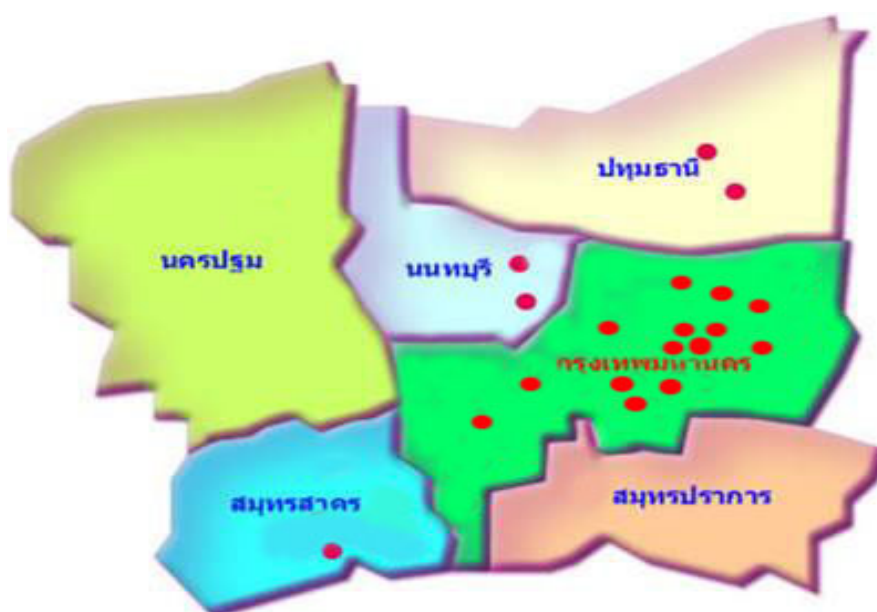 ปทุมธานี
นครปฐม
นนทบุรี
กรุงเทพมหานคร
สมุทรสาคร
สมุทรปราการ